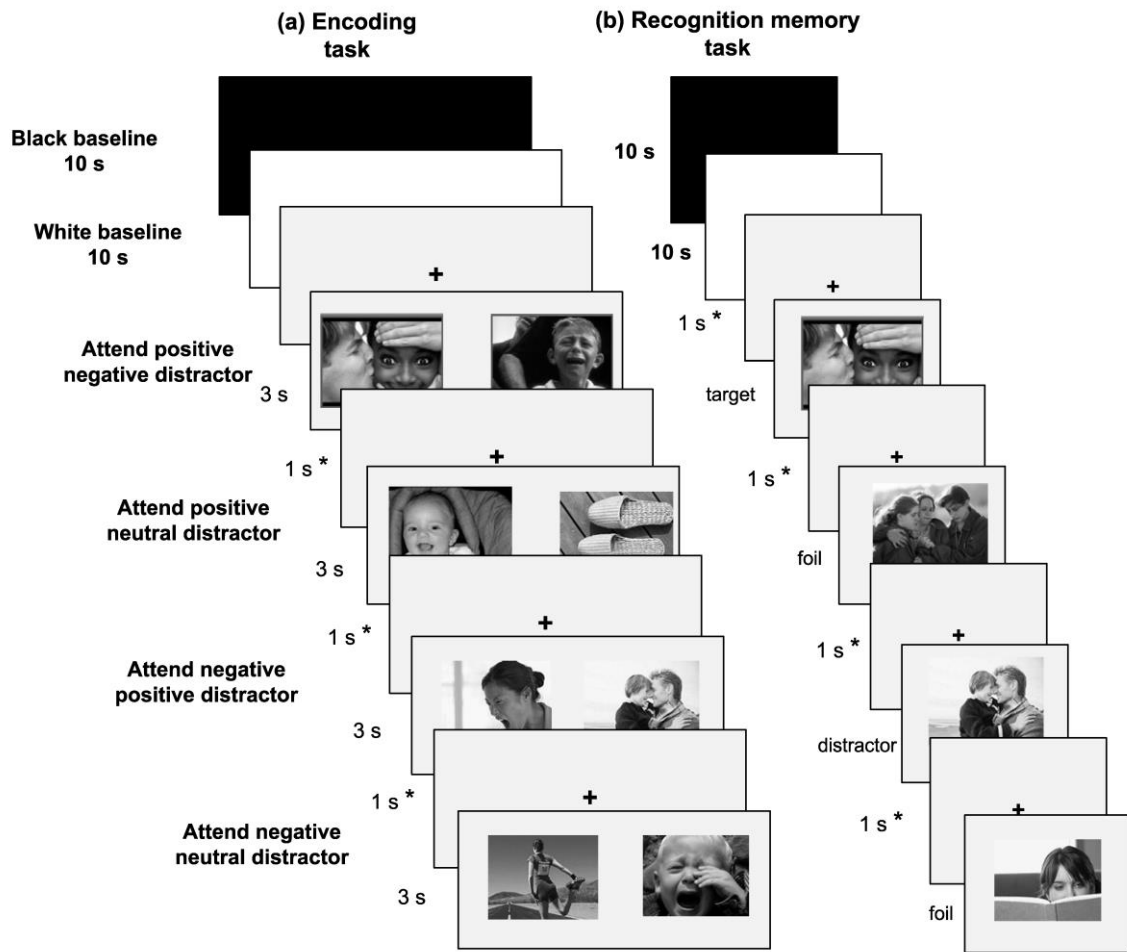 (a) Encoding
task
(b) Recognition memory
task
Black baseline
10 s
White baseline
10 s
+
Attend positive
negative distractor
3 s
1 s *
+
Attend positive
neutral distractor
3 s
1 s *
+
Attend negative
positive distractor
3 s
1 s *
+
Attend negative
neutral distractor
3 s
10 s
10 s
+
1 s *
target
+
1 s *
foil
+
1 s *
distractor
+
1 s *
foil